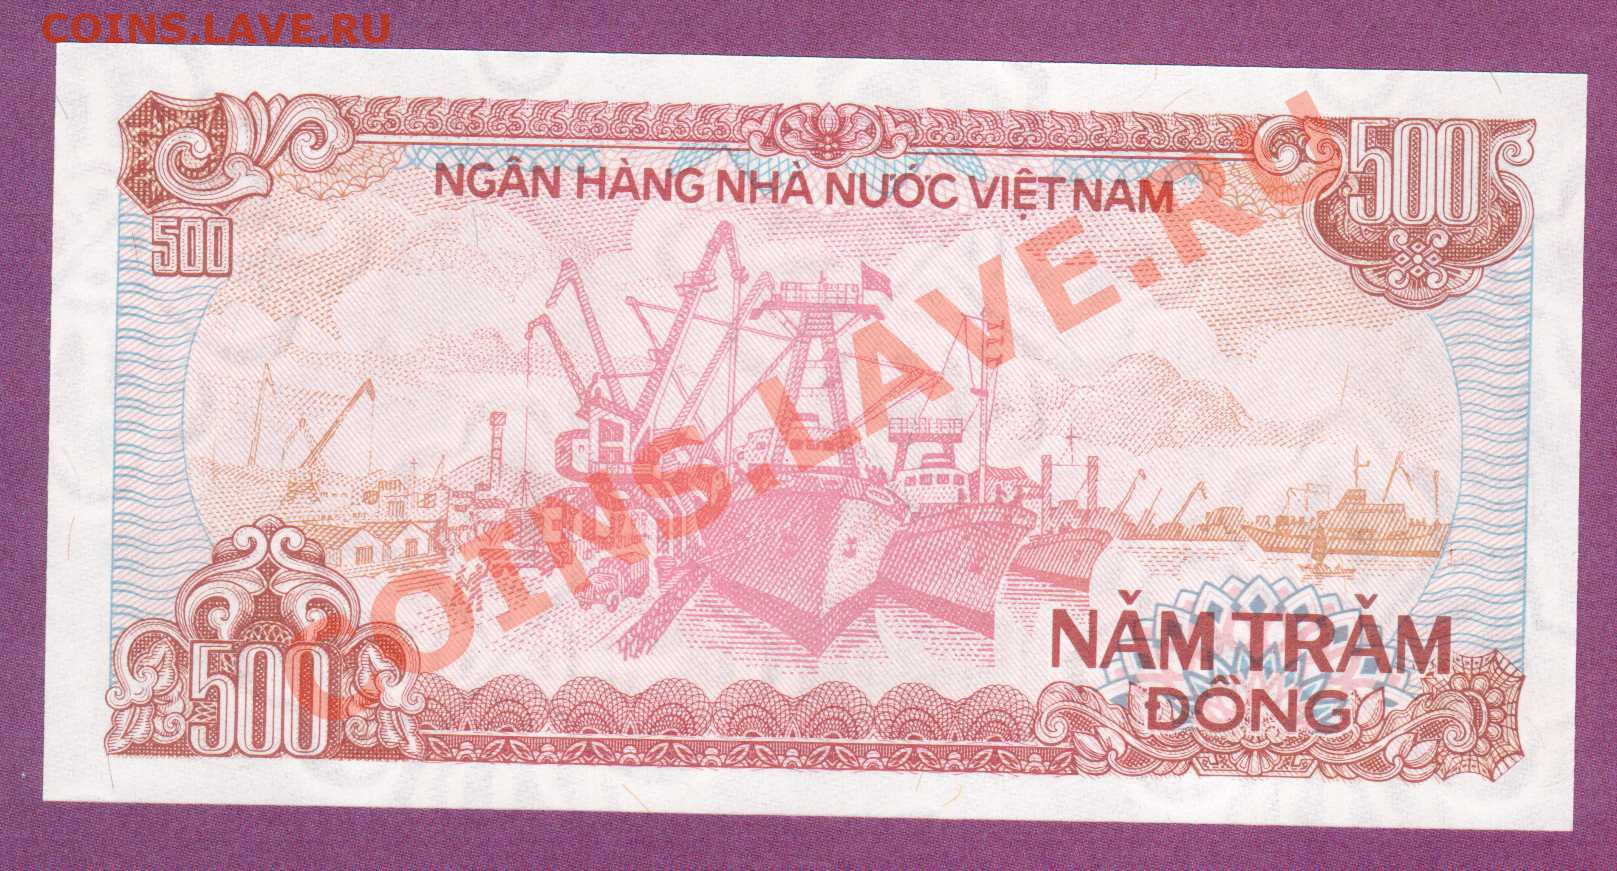 COINS.LAVE.RU
NGÂN HÀNG NHÀ NƯỚC VIỆT NAM
500
500
COINS.LAVE.RU
500
NĂM TRĂM
ĐỒNG